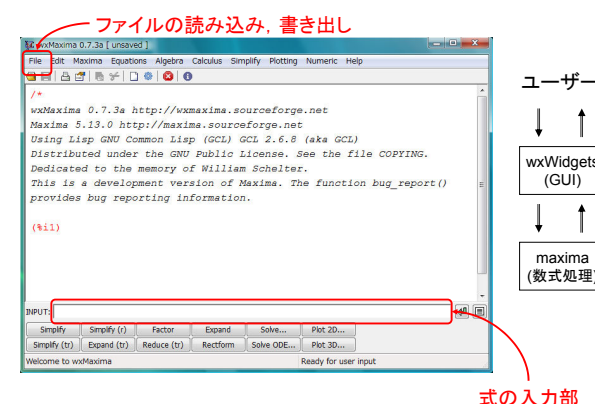 ファイルの読み込み，書き出し
wxMaxima 0.7.3a [ unsaved ]
File Edit Maxima Equations Algebra Calculus Simplify Plotting Numeric Help
/*
wxMaxima 0.7.3a http://wxmaxima.sourceforge.net
Maxima 5.13.0 http://maxima.sourceforge.net
Using Lisp GNU Common Lisp (GCL) GCL 2.6.8 (aka GCL)
Distributed under the GNU Public License. See the file COPYING.
Dedicated to the memory of William Schelter.
This is a development version of Maxima. The function bug_report()
provides bug reporting information.
(%i1)
INPUT:
Simplify Simplify (r) Factor Expand Solve... Plot 2D...
Simplify (tr) Expand (tr) Reduce (tr) Rectform Solve ODE... Plot 3D...
Welcome to wxMaxima Ready for user input
式の入力部
ユーザー
wxWidgets
(GUI)
maxima
(数式処理)